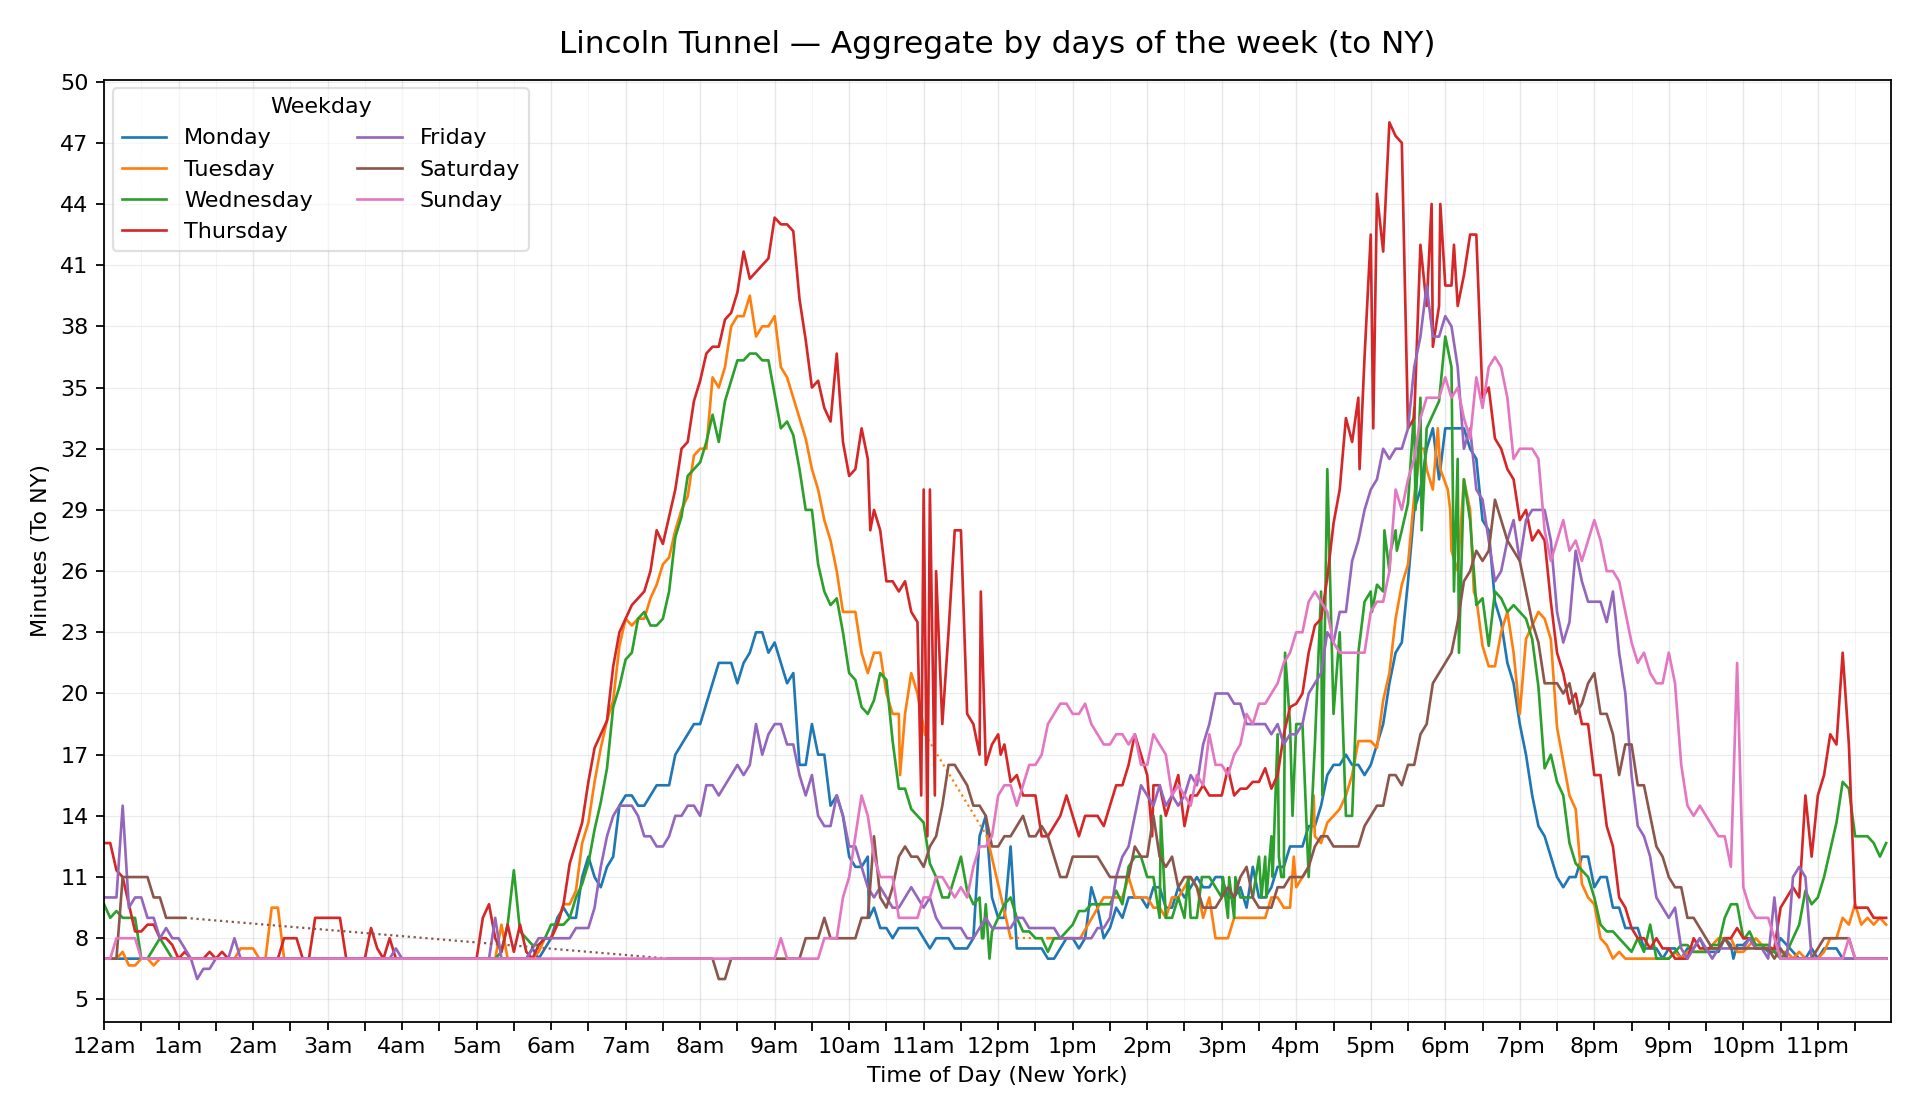 Lincoln Tunnel — Aggregate by days of the week (to NY)
Weekday
Monday
Tuesday
Wednesday
Thursday
Friday
Saturday
Sunday
Minutes (To NY)
50
47
44
41
38
35
32
29
26
23
20
17
14
11
8
5
12am 1am 2am 3am 4am 5am 6am 7am 8am 9am 10am 11am 12pm 1pm 2pm 3pm 4pm 5pm 6pm 7pm 8pm 9pm 10pm 11pm
Time of Day (New York)